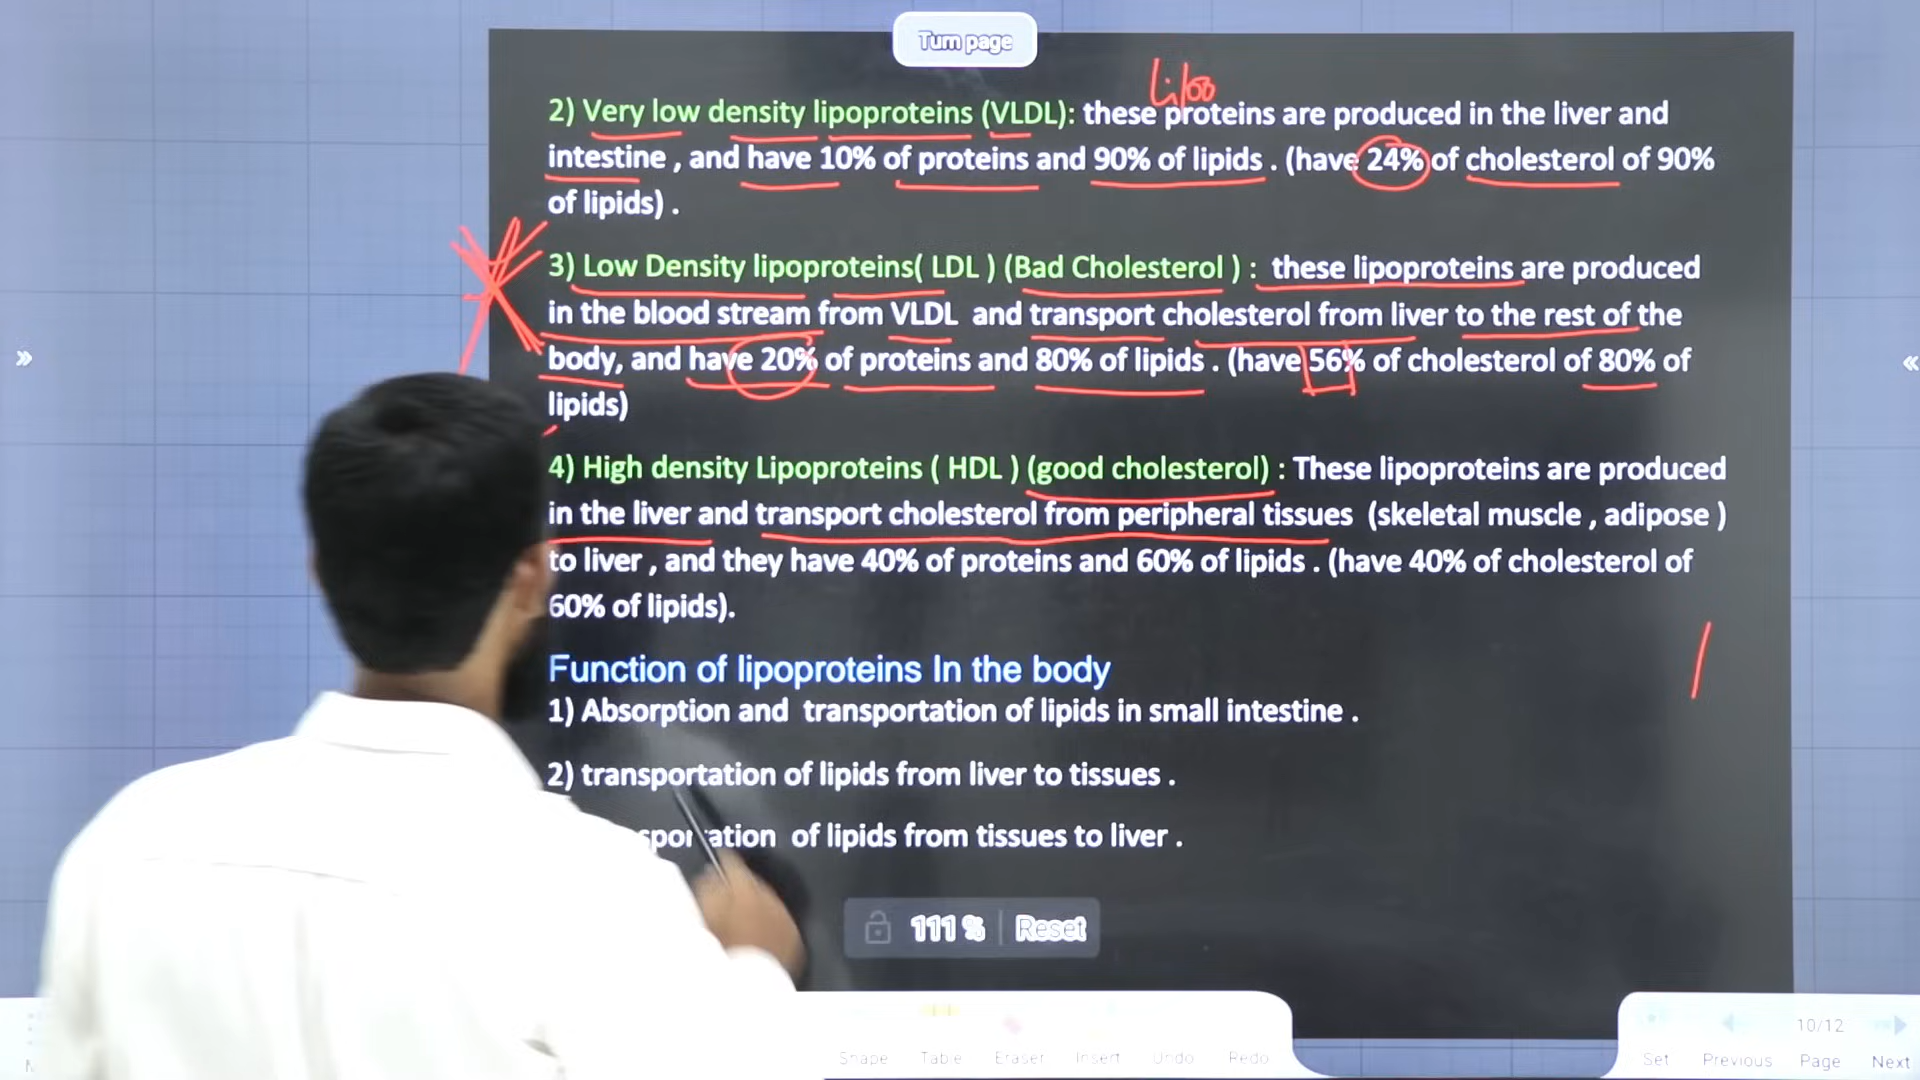 Turn page
Lipo
2) Very low density lipoproteins (VLDL): these proteins are produced in the liver and
intestine , and have 10% of proteins and 90% of lipids . (have 24% of cholesterol of 90%
of lipids) .
3) Low Density lipoproteins( LDL ) (Bad Cholesterol ) : these lipoproteins are produced
in the blood stream from VLDL and transport cholesterol from liver to the rest of the
body, and have 20% of proteins and 80% of lipids . (have 56% of cholesterol of 80% of
lipids)
4) High density Lipoproteins ( HDL ) (good cholesterol) : These lipoproteins are produced
in the liver and transport cholesterol from peripheral tissues (skeletal muscle , adipose )
to liver , and they have 40% of proteins and 60% of lipids . (have 40% of cholesterol of
60% of lipids).
Function of lipoproteins In the body
1) Absorption and transportation of lipids in small intestine .
2) transportation of lipids from liver to tissues .
of lipids from tissues to liver .
111 % Reset
10/12
Shape Table Eraser Insert Undo Redo Set Previous Page Next